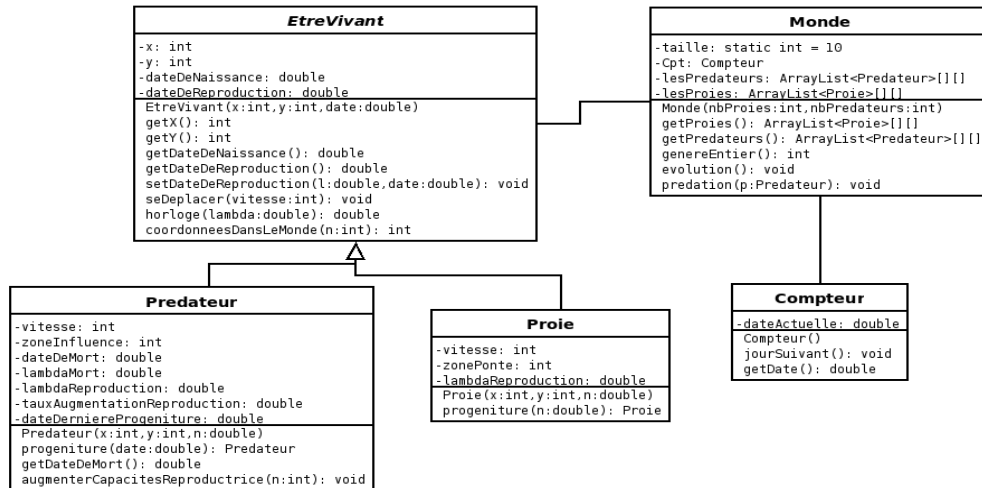 EtreVivant
-x: int
-y: int
-dateDeNaissance: double
-dateDeReproduction: double
EtreVivant(x:int,y:int,date:double)
getX(): int
getY(): int
getDateDeNaissance(): double
getDateDeReproduction(): double
setDateDeReproduction(l:double,date:double): void
seDeplacer(vitesse:int): void
horloge(lambda:double): double
coordonneesDansLeMonde(n:int): int
Monde
-taille: static int = 10
-Cpt: Compteur
-lesPredateurs: ArrayList<Predateur>[][]
-lesProies: ArrayList<Proie>[][]
Monde(nbProies:int,nbPredateurs:int)
getProies(): ArrayList<Proie>[][]
getPredateurs(): ArrayList<Predateur>[][]
genereEntier(): int
evolution(): void
predation(p:Predateur): void
Predateur
-vitesse: int
-zoneInfluence: int
-dateDeMort: double
-lambdaMort: double
-lambdaReproduction: double
-tauxAugmentationReproduction: double
-dateDerniereProgeniture: double
Predateur(x:int,y:int,n:double)
progeniture(date:double): Predateur
getDateDeMort(): double
augmenterCapacitesReproductrice(n:int): void
Proie
-vitesse: int
-zonePonte: int
-lambdaReproduction: double
Proie(x:int,y:int,n:double)
progeniture(n:double): Proie
Compteur
-dateActuelle: double
Compteur()
jourSuivant(): void
getDate(): double